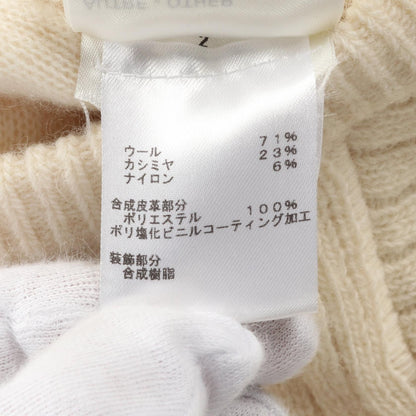 ウール 71%
カシミヤ 23%
ナイロン 6%
合成皮革部分
ポリエステル 100%
ポリ塩化ビニルコーティング加工
装飾部分
合成樹脂